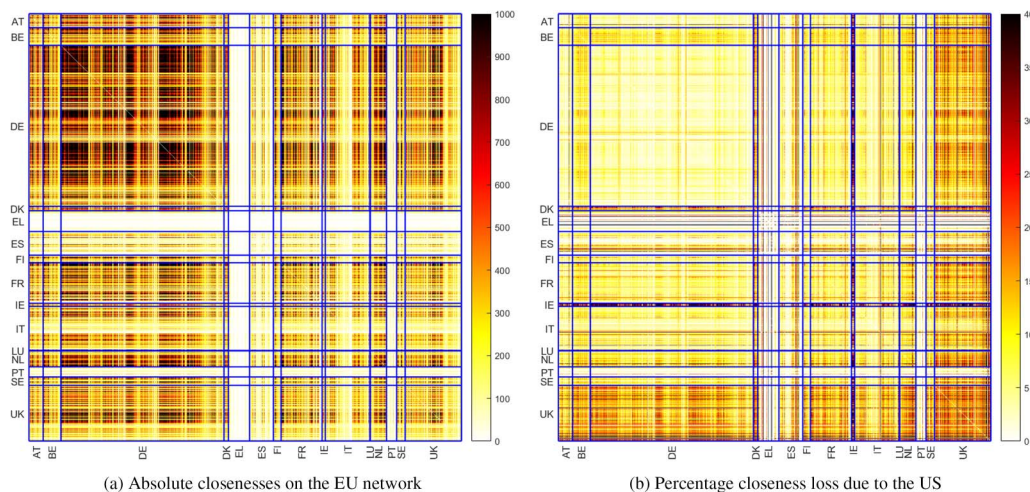 AT
BE
DE
DK
EL
ES
FI
FR
IE
IT
LU
NL
PT
SE
UK
AT
BE
DE
DK
EL
ES
FI
FR
IE
IT
LU
NL
PT
SE
UK
1000
900
800
700
600
500
400
300
200
100
0
(a) Absolute closenesses on the EU network
AT
BE
DE
DK
EL
ES
FI
FR
IE
IT
LU
NL
PT
SE
UK
AT
BE
DE
DK
EL
ES
FI
FR
IE
IT
LU
NL
PT
SE
UK
(b) Percentage closeness loss due to the US